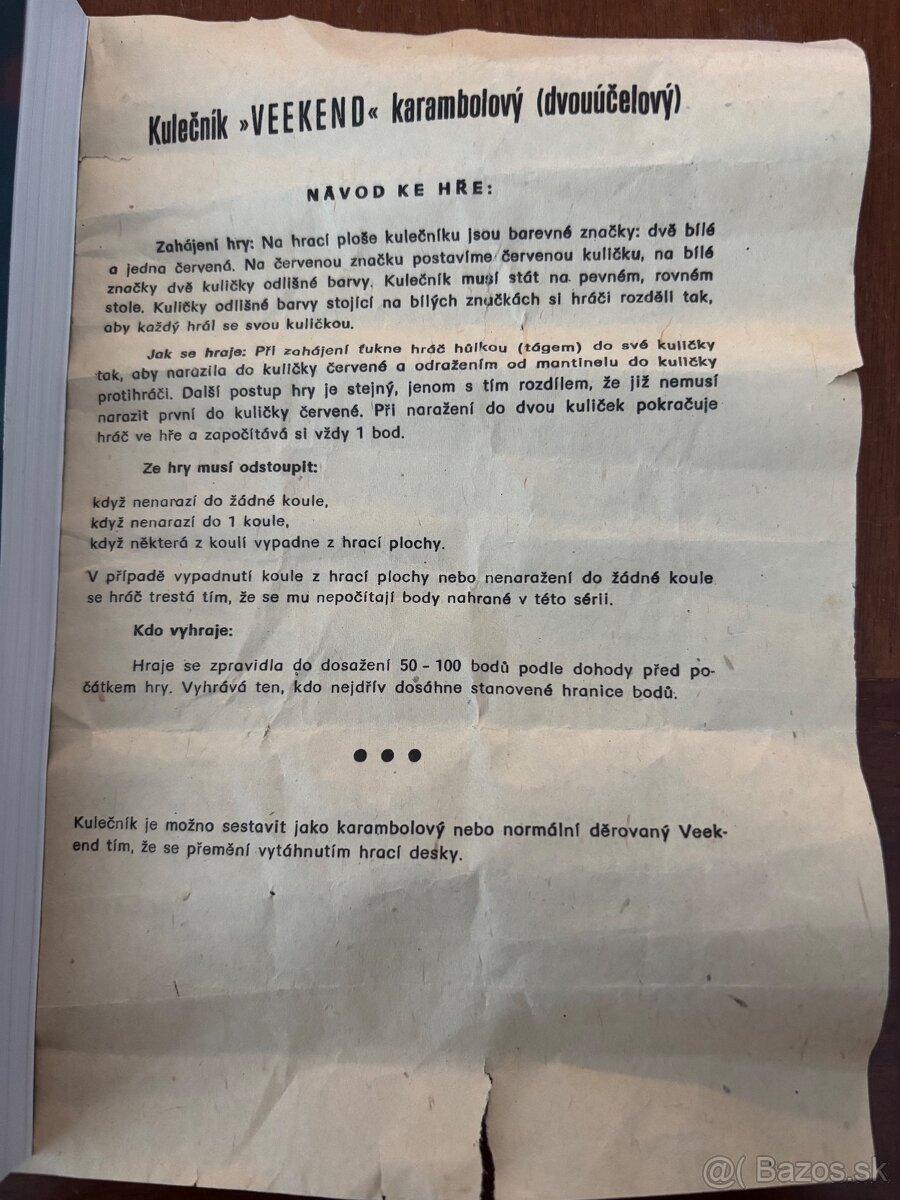 Kulečník »VEEKEND« karambolový (dvouúčelový)
NÁVOD KE HŘE:
Zahájení hry: Na hrací ploše kulečníku jsou barevné značky: dvě bílé
a jedna červená. Na červenou značku postavíme červenou kuličku, na bílé
značky dvě kuličky odlišné barvy. Kulečník musí stát na pevném, rovném
stole. Kuličky odlišné barvy stojící na bílých značkách si hráči rozdělí tak,
aby každý hrál se svou kuličkou.
Jak se hraje: Při zahájení ťukne hráč hůlkou (tágem) do své kuličky
tak, aby narazila do kuličky červené a odražením od mantinelu do kuličky
protihráči. Další postup hry je stejný, jenom s tím rozdílem, že již nemusí
narazit první do kuličky červené. Při naražení do dvou kuliček pokračuje
hráč ve hře a započítává si vždy 1 bod.
Ze hry musí odstoupit:
když nenarazí do žádné koule,
když nenarazí do 1 koule,
když některá z koulí vypadne z hrací plochy.
V případě vypadnutí koule z hrací plochy nebo nenaražení do žádné koule
se hráč trestá tím, že se mu nepočítají body nahrané v této sérii.
Kdo vyhraje:
Hraje se zpravidla do dosažení 50 - 100 bodů podle dohody před po-
čátkem hry. Vyhrává ten, kdo nejdřív dosáhne stanovené hranice bodů.
● ● ●
Kulečník je možno sestavit jako karambolový nebo normální děrovaný Veek-
end tím, že se přemění vytáhnutím hrací desky.
@( Bazos.sk